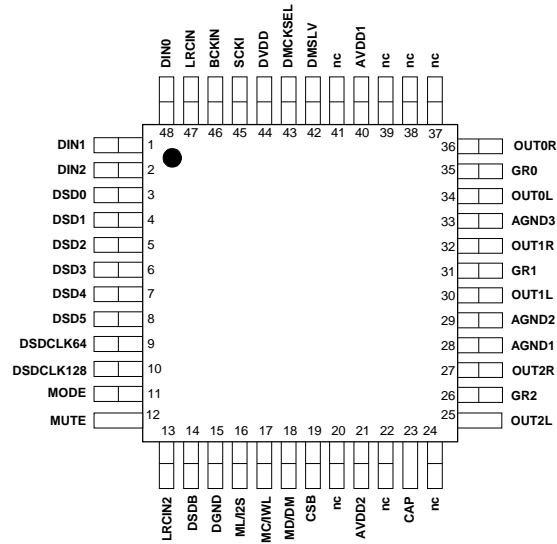 DIN0 LRCIN BCKIN SCKI DVDD DMCKSEL DMSLV nc AVDD1 nc nc nc
48 47 46 45 44 43 42 41 40 39 38 37
DIN1 1
DIN2 2
DSD0 3
DSD1 4
DSD2 5
DSD3 6
DSD4 7
DSD5 8
DSDCLK64 9
DSDCLK128 10
MODE 11
MUTE 12
36 OUT0R
35 GR0
34 OUT0L
33 AGND3
32 OUT1R
31 GR1
30 OUT1L
29 AGND2
28 AGND1
27 OUT2R
26 GR2
25 OUT2L
13 14 15 16 17 18 19 20 21 22 23 24
LRCIN2 DSDB DGND ML/I2S MC/IWL MD/DM CSB nc AVDD2 nc CAP nc